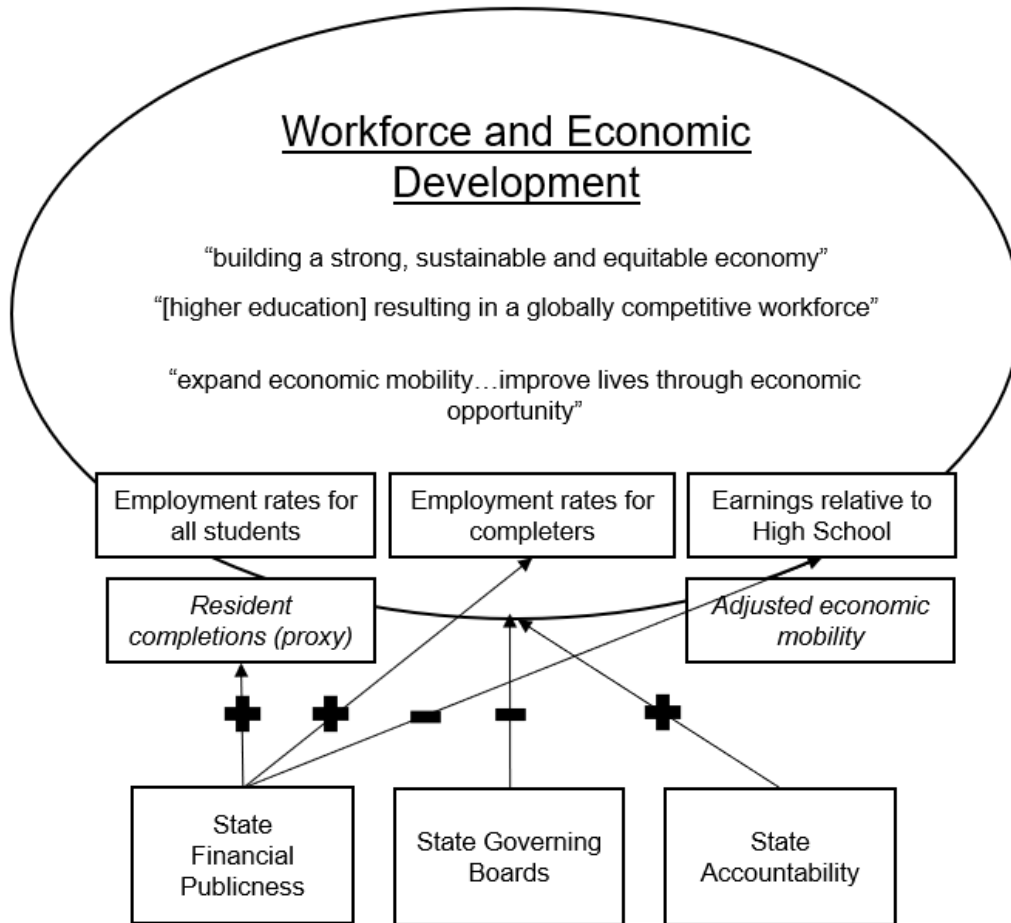 Workforce and Economic
Development
“building a strong, sustainable and equitable economy”
“[higher education] resulting in a globally competitive workforce”
“expand economic mobility…improve lives through economic
opportunity”
Employment rates for
all students
Employment rates for
completers
Earnings relative to
High School
Resident
completions (proxy)
Adjusted economic
mobility
State
Financial
Publicness
State Governing
Boards
State
Accountability